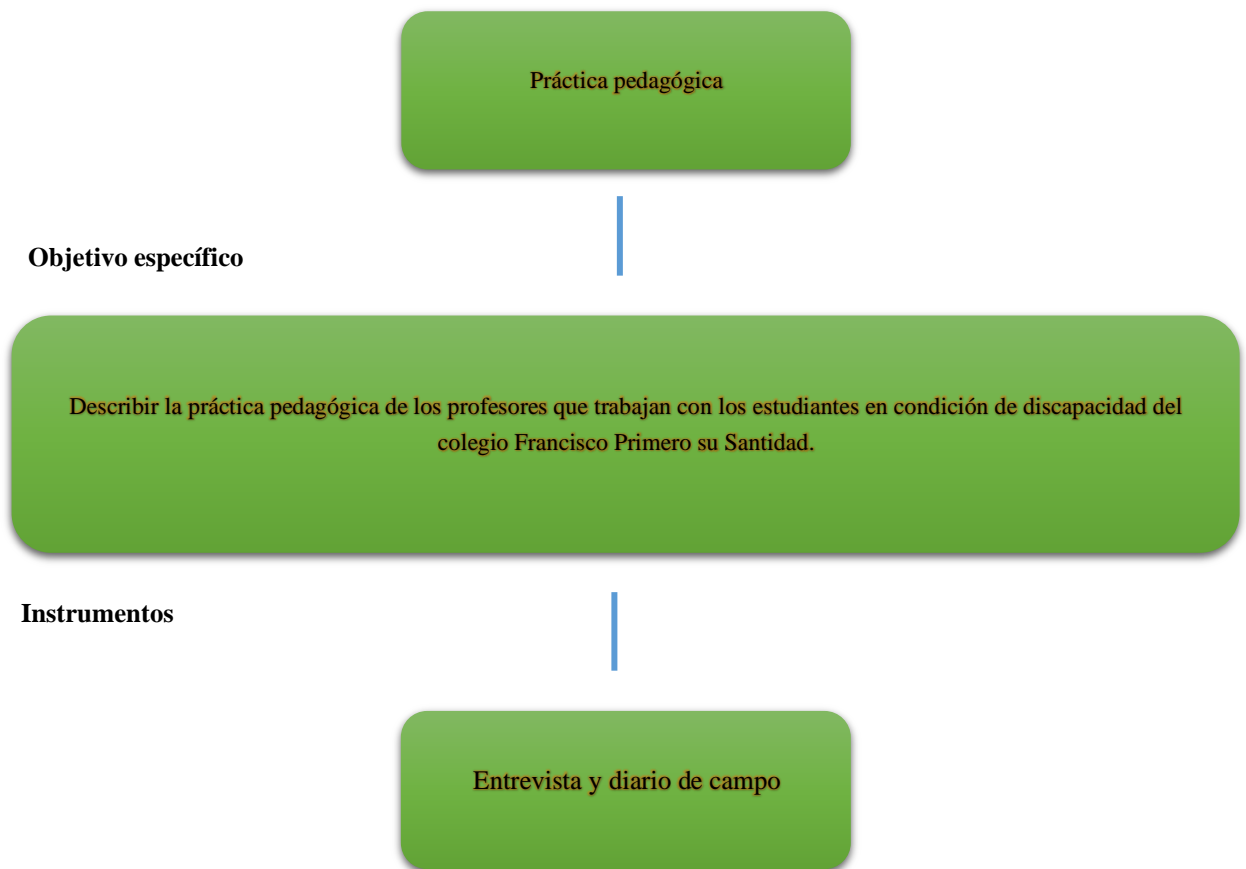 Práctica pedagógica
Objetivo específico
Describir la práctica pedagógica de los profesores que trabajan con los estudiantes en condición de discapacidad del
colegio Francisco Primero su Santidad.
Instrumentos
Entrevista y diario de campo